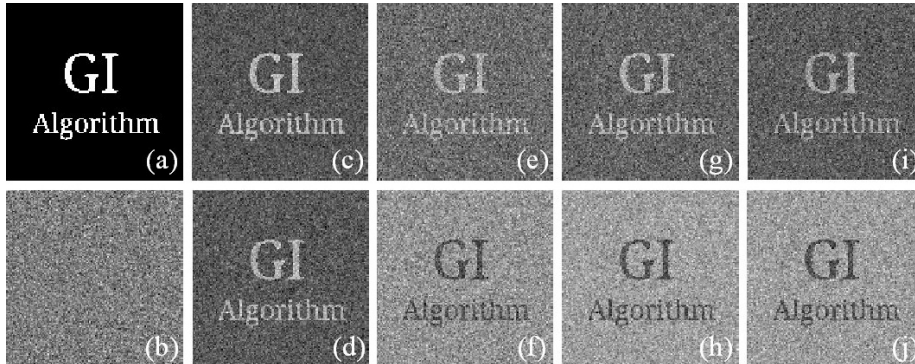 GI
Algorithm
(a)
GI
Algorithm
(c)
GI
Algorithm
(e)
GI
Algorithm
(g)
GI
Algorithm
(i)
(b)
GI
Algorithm
(d)
GI
Algorithm
(f)
GI
Algorithm
(h)
GI
Algorithm
(j)